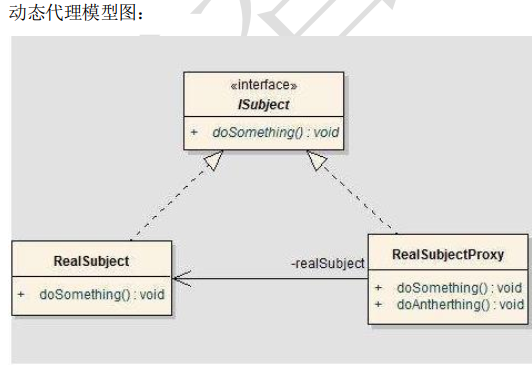 动态代理模型图：
«interface»
ISubject
+ doSomething() : void
RealSubject
+ doSomething() : void
-realSubject
RealSubjectProxy
+ doSomething() : void
+ doAntherthing() : void